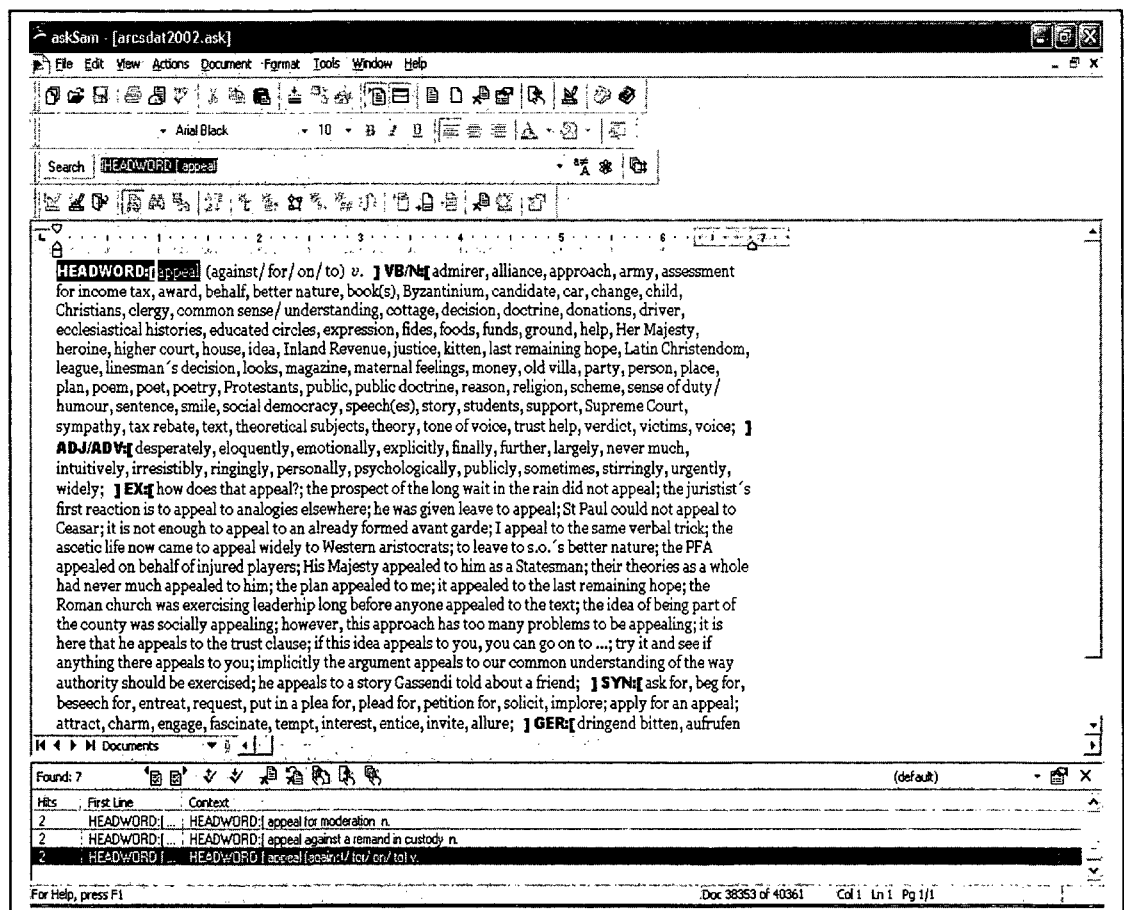 askSam - [arcsdat2002.ask]
File Edit View Actions Document Format Tools Window Help
Arial Black 10 B I U
Search HEADWORD:[ appeal
1 2 3 4 5 6 7
HEADWORD:[ appeal (against/ for/ on/ to) v. ] VB/N:[ admirer, alliance, approach, army, assessment
for income tax, award, behalf, better nature, book(s), Byzantinium, candidate, car, change, child,
Christians, clergy, common sense/ understanding, cottage, decision, doctrine, donations, driver,
ecclesiastical histories, educated circles, expression, fides, foods, funds, ground, help, Her Majesty,
heroine, higher court, house, idea, Inland Revenue, justice, kitten, last remaining hope, Latin Christendom,
league, linesman´s decision, looks, magazine, maternal feelings, money, old villa, party, person, place,
plan, poem, poet, poetry, Protestants, public, public doctrine, reason, religion, scheme, sense of duty/
humour, sentence, smile, social democracy, speech(es), story, students, support, Supreme Court,
sympathy, tax rebate, text, theoretical subjects, theory, tone of voice, trust help, verdict, victims, voice; ]
ADJ/ADV:[ desperately, eloquently, emotionally, explicitly, finally, further, largely, never much,
intuitively, irresistibly, ringingly, personally, psychologically, publicly, sometimes, stirringly, urgently,
widely; ] EX:[ how does that appeal?; the prospect of the long wait in the rain did not appeal; the juristist´s
first reaction is to appeal to analogies elsewhere; he was given leave to appeal; St Paul could not appeal to
Ceasar; it is not enough to appeal to an already formed avant garde; I appeal to the same verbal trick; the
ascetic life now came to appeal widely to Western aristocrats; to leave to s.o.´s better nature; the PFA
appealed on behalf of injured players; His Majesty appealed to him as a Statesman; their theories as a whole
had never much appealed to him; the plan appealed to me; it appealed to the last remaining hope; the
Roman church was exercising leaderhip long before anyone appealed to the text; the idea of being part of
the county was socially appealing; however, this approach has too many problems to be appealing; it is
here that he appeals to the trust clause; if this idea appeals to you, you can go on to ...; try it and see if
anything there appeals to you; implicitly the argument appeals to our common understanding of the way
authority should be exercised; he appeals to a story Gassendi told about a friend; ] SYN:[ ask for, beg for,
beseech for, entreat, request, put in a plea for, plead for, petition for, solicit, implore; apply for an appeal;
attract, charm, engage, fascinate, tempt, interest, entice, invite, allure; ] GER:[ dringend bitten, aufrufen
Documents
Found: 7 (default)
Hits First Line Context
2 HEADWORD:[ ... HEADWORD:[ appeal for moderation n.
2 HEADWORD:[ ... HEADWORD:[ appeal against a remand in custody n.
2 HEADWORD:[ ... HEADWORD:[ appeal (against/ for/ on/ to) v.
For Help, press F1 Doc 38353 of 40361 Col 1 Ln 1 Pg 1/1